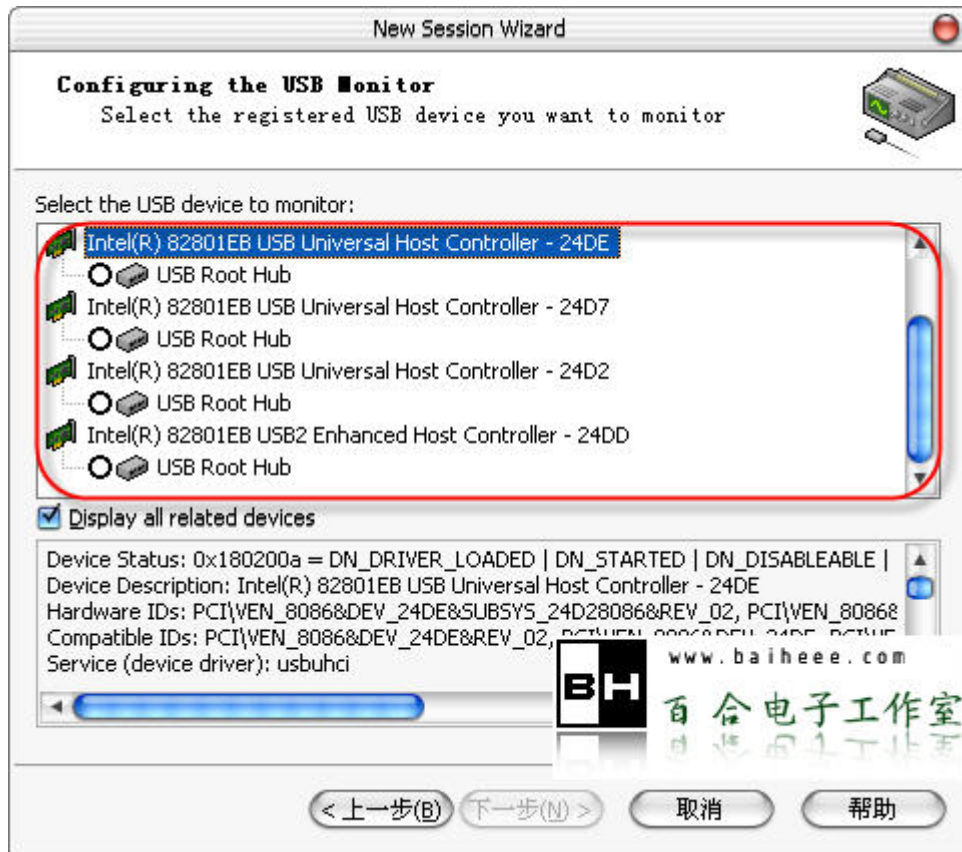 New Session Wizard
Configuring the USB Monitor
Select the registered USB device you want to monitor
Select the USB device to monitor:
Intel(R) 82801EB USB Universal Host Controller - 24DE
USB Root Hub
Intel(R) 82801EB USB Universal Host Controller - 24D7
USB Root Hub
Intel(R) 82801EB USB Universal Host Controller - 24D2
USB Root Hub
Intel(R) 82801EB USB2 Enhanced Host Controller - 24DD
USB Root Hub
Display all related devices
Device Status: 0x180200a = DN_DRIVER_LOADED | DN_STARTED | DN_DISABLEABLE |
Device Description: Intel(R) 82801EB USB Universal Host Controller - 24DE
Hardware IDs: PCI\VEN_8086&DEV_24DE&SUBSYS_24D28086&REV_02, PCI\VEN_8086&
Compatible IDs: PCI\VEN_8086&DEV_24DE&REV_02,
Service (device driver): usbuhci
www.baiheee.com
BH
百合电子工作室
< 上一步(B)
下一步(N) >
取消
帮助